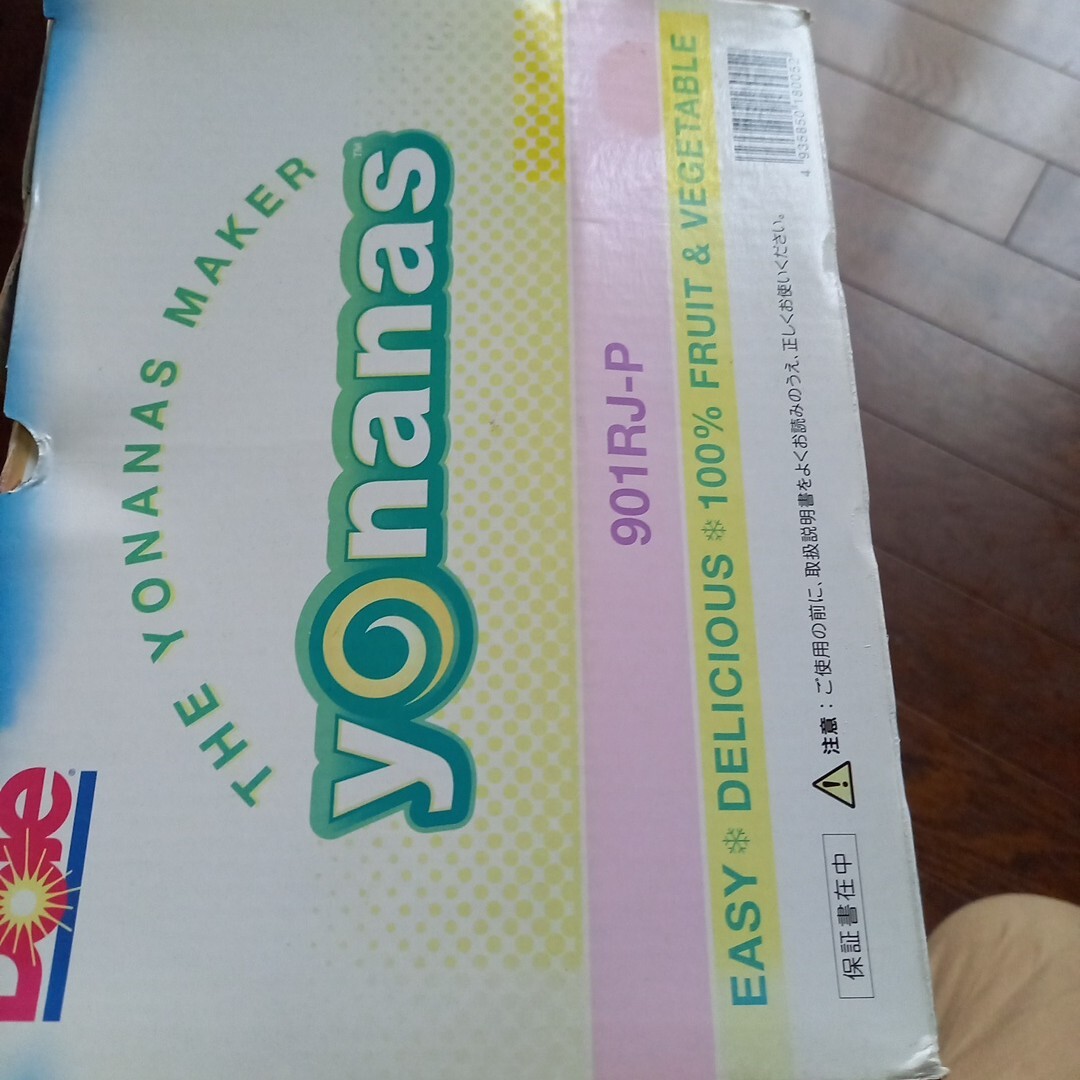 Dole®
THE YONANAS MAKER
yonanas™
901RJ-P
EASY ❄ DELICIOUS ❄ 100% FRUIT & VEGETABLE
保証書在中
注意：ご使用の前に、取扱説明書をよくお読みのうえ、正しくお使いください。